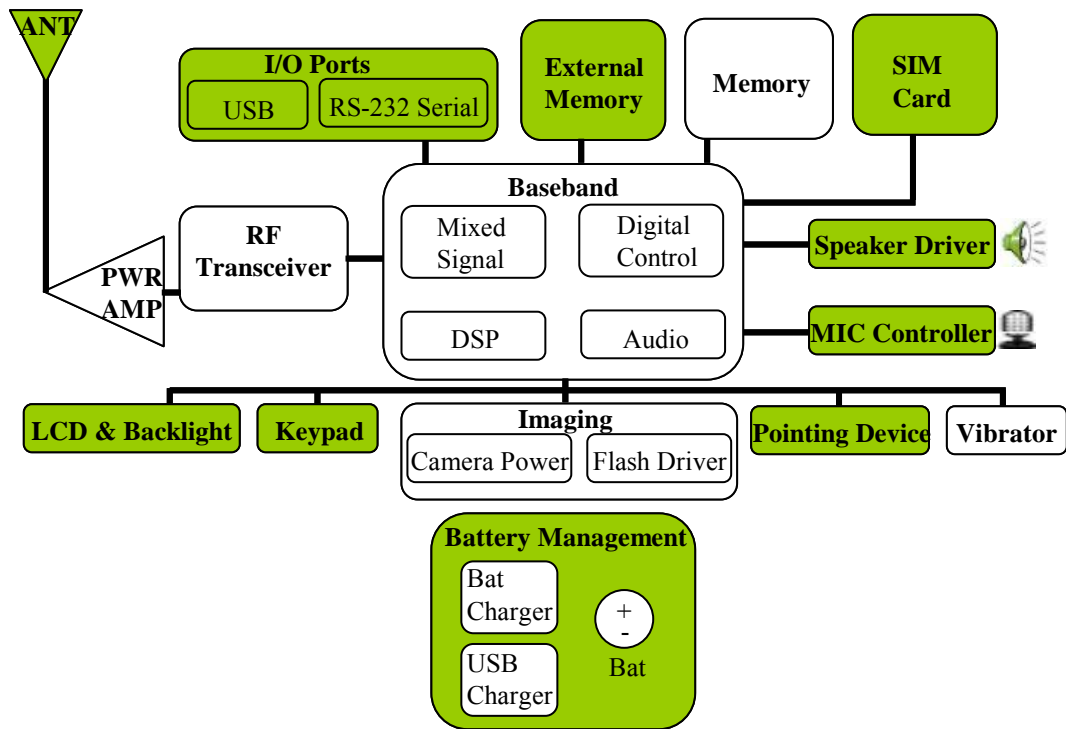 ANT
I/O Ports
USB
RS-232 Serial
External
Memory
Memory
SIM
Card
Baseband
Mixed
Signal
Digital
Control
DSP
Audio
RF
Transceiver
PWR
AMP
Speaker Driver
MIC Controller
LCD & Backlight
Keypad
Imaging
Camera Power
Flash Driver
Pointing Device
Vibrator
Battery Management
Bat
Charger
+
-
Bat
USB
Charger